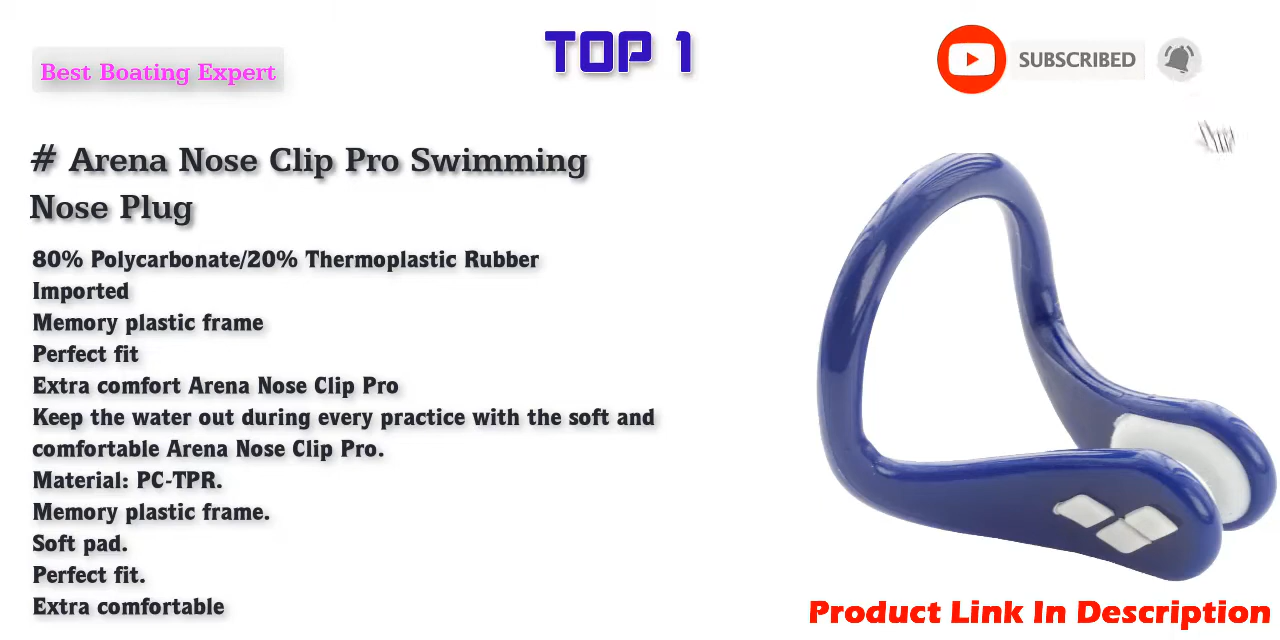 Best Boating Expert
TOP 1
SUBSCRIBED
# Arena Nose Clip Pro Swimming
Nose Plug
80% Polycarbonate/20% Thermoplastic Rubber
Imported
Memory plastic frame
Perfect fit
Extra comfort Arena Nose Clip Pro
Keep the water out during every practice with the soft and
comfortable Arena Nose Clip Pro.
Material: PC-TPR.
Memory plastic frame.
Soft pad.
Perfect fit.
Extra comfortable
Product Link In Description